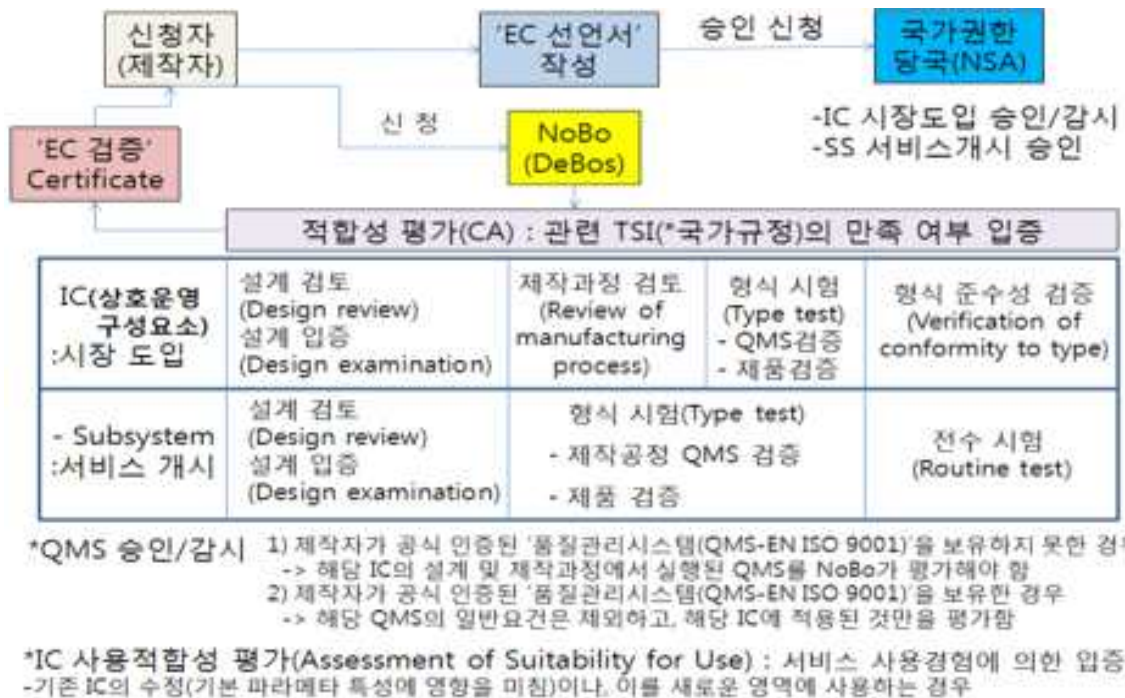 신청자
(제작자)
'EC 선언서'
작성
승인 신청
국가권한
당국(NSA)
신 청
NoBo
(DeBos)
-IC 시장도입 승인/감시
-SS 서비스개시 승인
'EC 검증'
Certificate
적합성 평가(CA) : 관련 TSI(*국가규정)의 만족 여부 입증
IC(상호운영
구성요소)
:시장 도입
설계 검토
(Design review)
설계 입증
(Design examination)
제작과정 검토
(Review of
manufacturing
process)
형식 시험
(Type test)
- QMS검증
- 제품검증
형식 준수성 검증
(Verification of
conformity to type)
- Subsystem
:서비스 개시
설계 검토
(Design review)
설계 입증
(Design examination)
형식 시험(Type test)
- 제작공정 QMS 검증
- 제품 검증
전수 시험
(Routine test)
*QMS 승인/감시
1) 제작자가 공식 인증된 '품질관리시스템(QMS-EN ISO 9001)'을 보유하지 못한
-> 해당 IC의 설계 및 제작과정에서 실행된 QMS를 NoBo가 평가해야 함
2) 제작자가 공식 인증된 '품질관리시스템(QMS-EN ISO 9001)'을 보유한 경우
-> 해당 QMS의 일반요건은 제외하고, 해당 IC에 적용된 것만을 평가함
*IC 사용적합성 평가(Assessment of Suitability for Use) : 서비스 사용경험에 의한 입증
-기존 IC의 수정(기본 파라메타 특성에 영향을 미침)이나, 이를 새로운 영역에 사용하는 경우